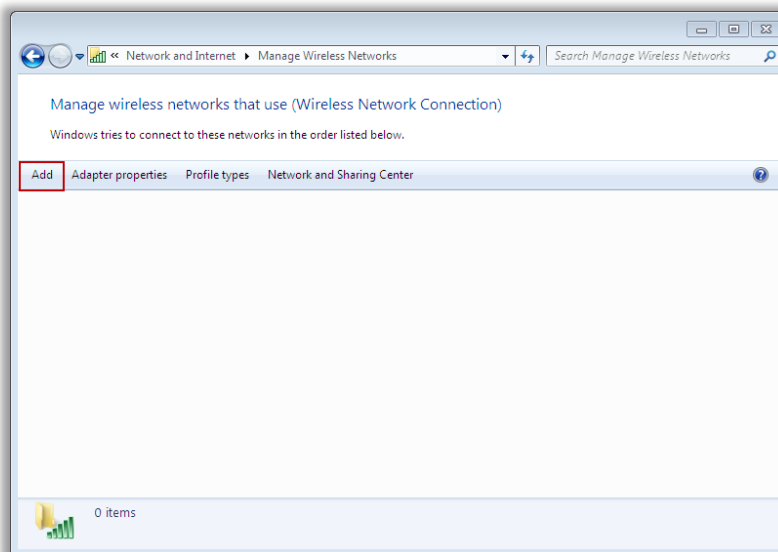 « Network and Internet Manage Wireless Networks Search Manage Wireless Networks
Manage wireless networks that use (Wireless Network Connection)
Windows tries to connect to these networks in the order listed below.
Add Adapter properties Profile types Network and Sharing Center ?
0 items